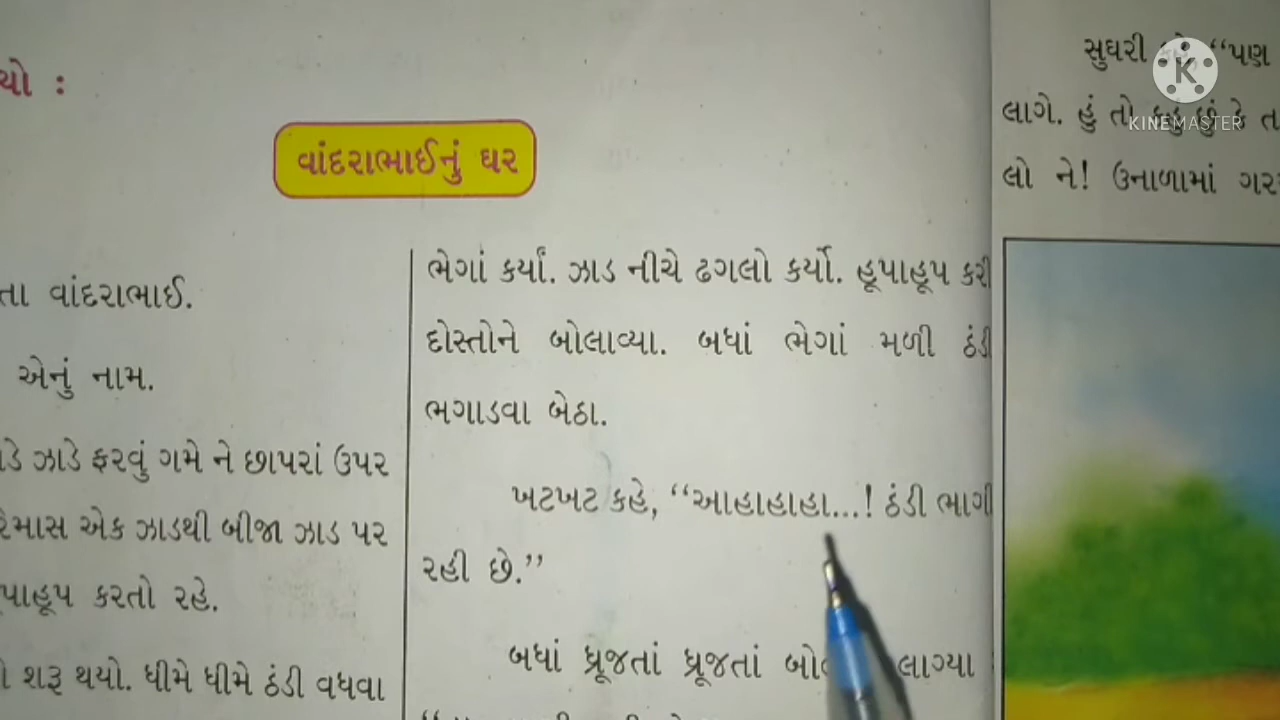 યો :
વાંદરાભાઈનું ઘર
તા વાંદરાભાઈ.
એનું નામ.
ાડે ઝાડે ફરવું ગમે ને છાપરાં ઉપર
રેમાસ એક ઝાડથી બીજા ઝાડ પર
પાહૂપ કરતો રહે.
ો શરૂ થયો. ધીમે ધીમે ઠંડી વધવા
ભેગાં કર્યાં. ઝાડ નીચે ઢગલો કર્યો. હૂપાહૂપ કરી
દોસ્તોને બોલાવ્યા. બધાં ભેગાં મળી ઠંડી
ભગાડવા બેઠા.
ખટખટ કહે, “આહાહાહા...! ઠંડી ભાગી
રહી છે.”
બધાં ધ્રૂજતાં ધ્રૂજતાં લાગ્યા
સુઘરી “પણ
લાગે. હું તો
લો ને! ઉનાળામાં ગર
KINEMASTER